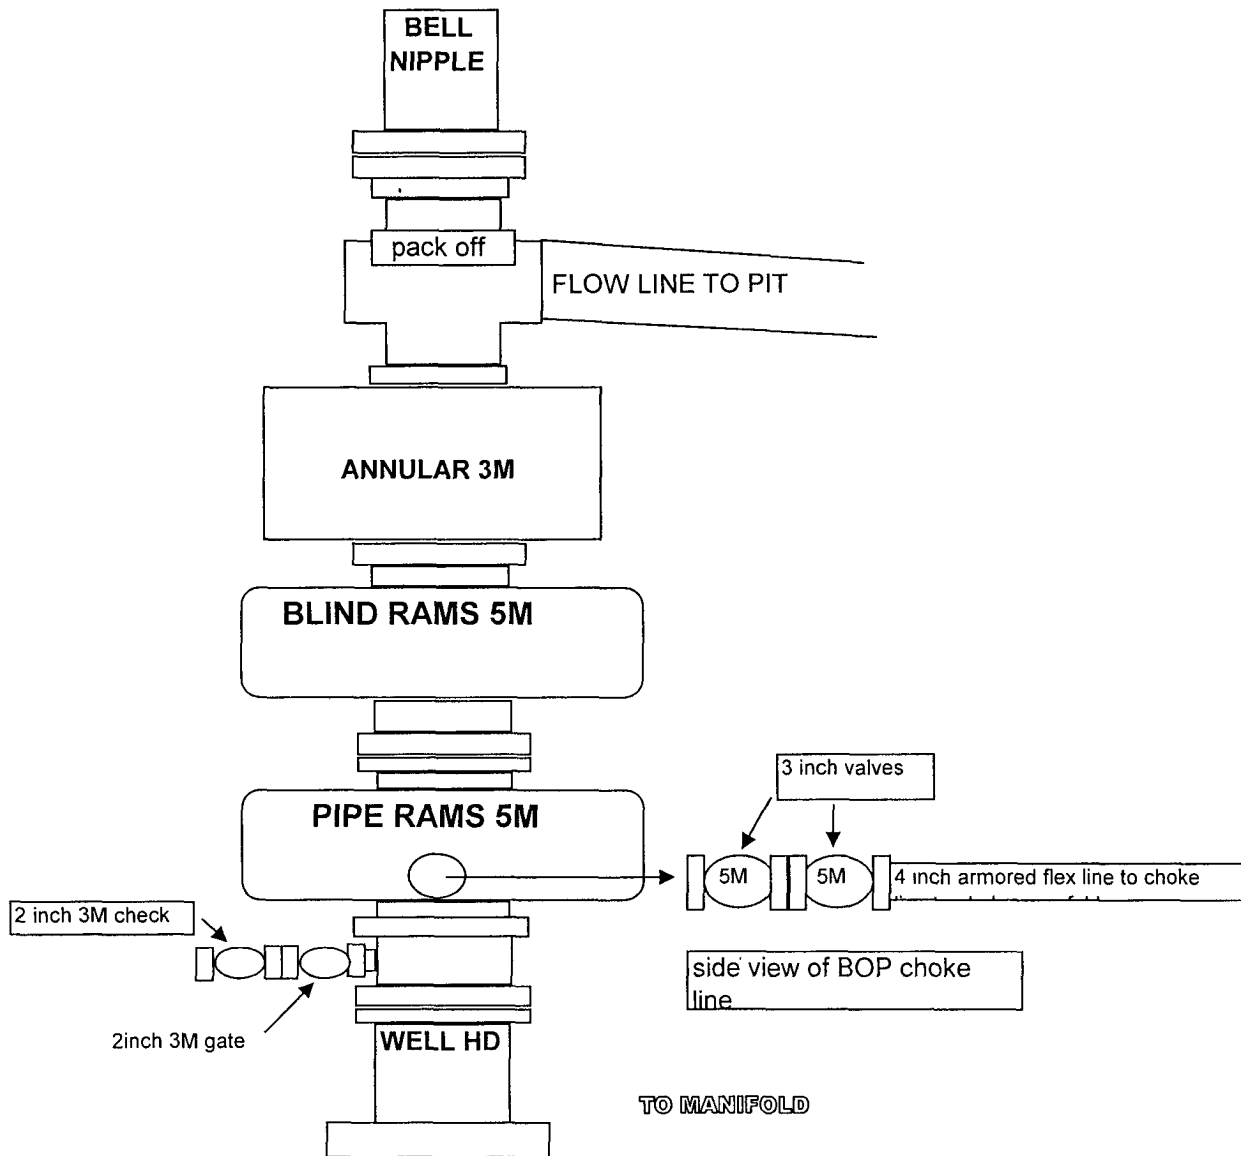 BELL
NIPPLE
pack off
FLOW LINE TO PIT
ANNULAR 3M
BLIND RAMS 5M
3 inch valves
PIPE RAMS 5M
5M
5M
4 inch armored flex line to choke
2 inch 3M check
side view of BOP choke
line
2inch 3M gate
WELL HD
TO MANIFOLD